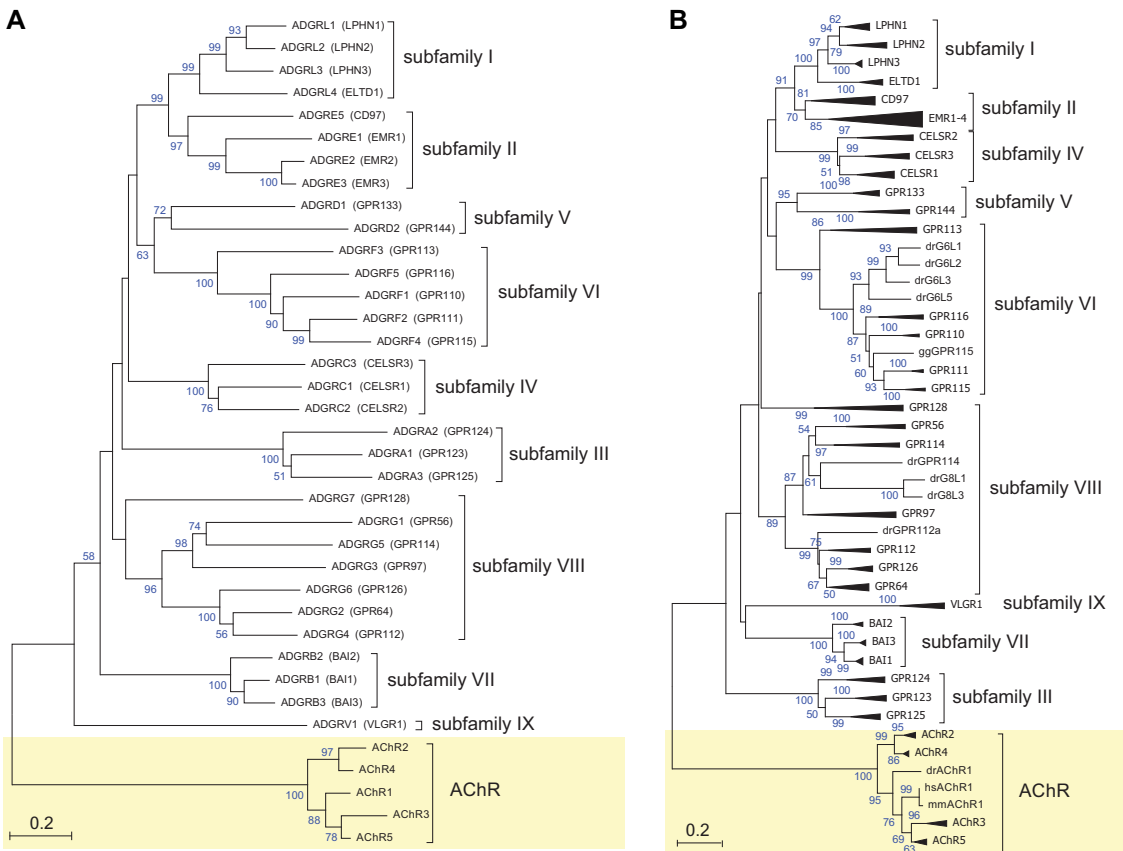 A
93
ADGRL1 (LPHN1)
99
ADGRL2 (LPHN2)
99
ADGRL3 (LPHN3)
ADGRL4 (ELTD1)
subfamily I
99
ADGRE5 (CD97)
97
ADGRE1 (EMR1)
99
ADGRE2 (EMR2)
100
ADGRE3 (EMR3)
subfamily II
72
ADGRD1 (GPR133)
ADGRD2 (GPR144)
subfamily V
63
ADGRF3 (GPR113)
100
ADGRF5 (GPR116)
100
ADGRF1 (GPR110)
90
ADGRF2 (GPR111)
99
ADGRF4 (GPR115)
subfamily VI
ADGRC3 (CELSR3)
100
ADGRC1 (CELSR1)
76
ADGRC2 (CELSR2)
subfamily IV
ADGRA2 (GPR124)
100
ADGRA1 (GPR123)
51
ADGRA3 (GPR125)
subfamily III
58
ADGRG7 (GPR128)
74
ADGRG1 (GPR56)
98
ADGRG5 (GPR114)
ADGRG3 (GPR97)
96
ADGRG6 (GPR126)
100
ADGRG2 (GPR64)
56
ADGRG4 (GPR112)
subfamily VIII
ADGRB2 (BAI2)
100
ADGRB1 (BAI1)
90
ADGRB3 (BAI3)
subfamily VII
ADGRV1 (VLGR1)
subfamily IX
97
AChR2
AChR4
100
AChR1
88
AChR3
78
AChR5
AChR
0.2
B
62
94
LPHN1
97
79
LPHN2
100
100
LPHN3
100
ELTD1
subfamily I
91
81
CD97
70
85
EMR1-4
subfamily II
97
CELSR2
99
99
CELSR3
51
98
CELSR1
subfamily IV
95
100
GPR133
100
GPR144
subfamily V
86
GPR113
99
93
drG6L1
99
drG6L2
93
drG6L3
drG6L5
100
89
GPR116
100
87
GPR110
51
ggGPR115
100
60
GPR111
93
100
GPR115
subfamily VI
99
GPR128
100
54
GPR56
97
GPR114
87
drGPR114
61
drG8L1
100
drG8L3
GPR97
89
drGPR112a
75
99
GPR112
99
GPR126
67
50
GPR64
subfamily VIII
100
VLGR1
subfamily IX
100
BAI2
100
100
BAI3
94
99
BAI1
subfamily VII
99
GPR124
100
100
GPR123
50
99
GPR125
subfamily III
95
99
AChR2
86
AChR4
100
drAChR1
95
99
hsAChR1
mmAChR1
76
96
AChR3
69
63
AChR5
AChR
0.2